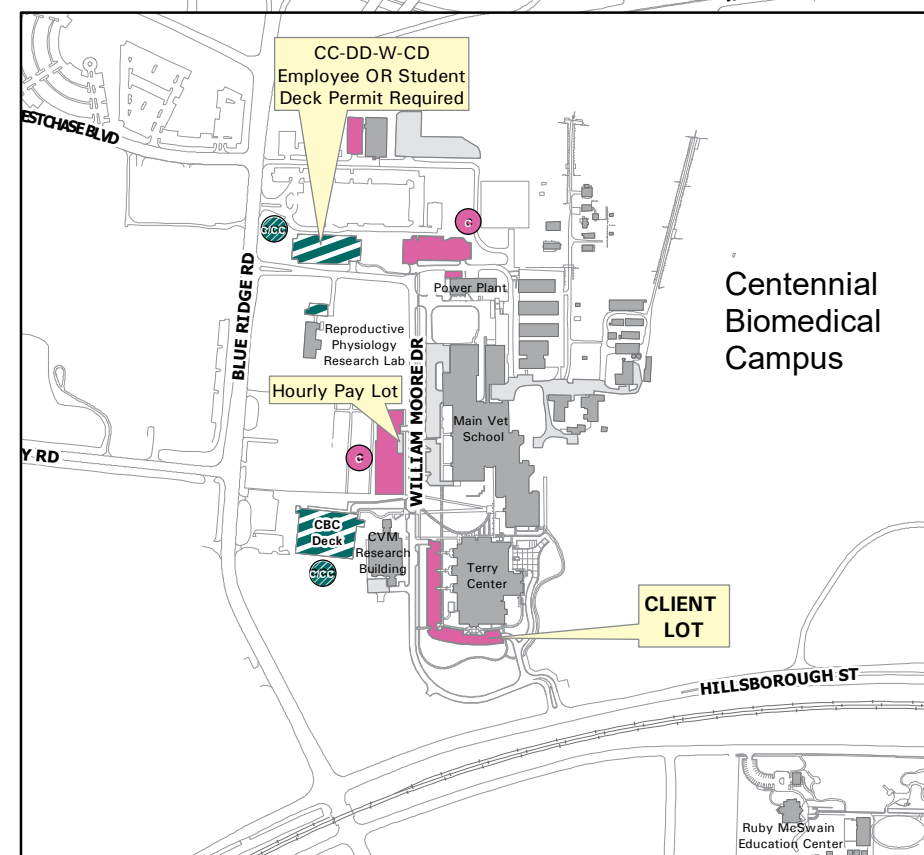 CC-DD-W-CD
Employee OR Student
Deck Permit Required
ESTCHASE BLVD
C/CC
C
BLUE RIDGE RD
Power Plant
Centennial
Biomedical
Campus
Reproductive
Physiology
Research Lab
WILLIAM MOORE DR
Hourly Pay Lot
Main Vet
School
C
Y RD
CBC
Deck
CVM
Research
Building
C/CC
Terry
Center
CLIENT
LOT
HILLSBOROUGH ST
Ruby McSwain
Education Center